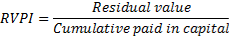 RVPI = Residual value / Cumulative paid in capital